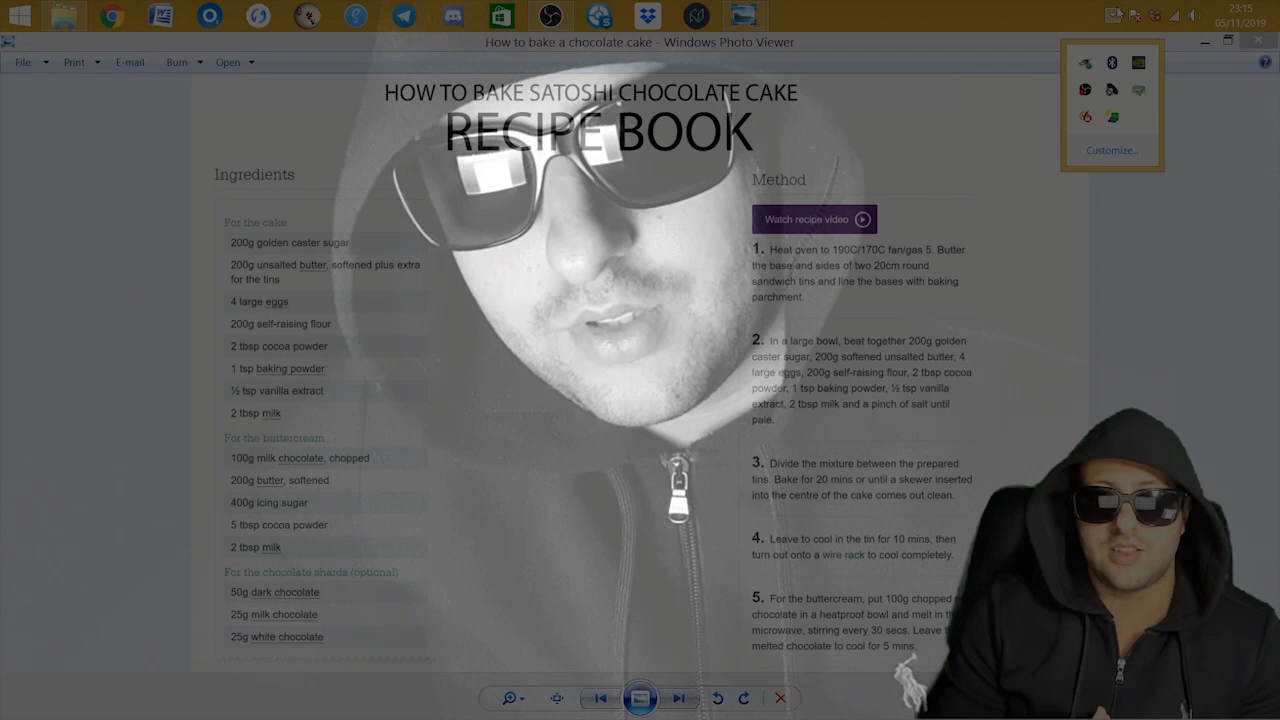 23:15
05/11/2019
How to bake a chocolate cake - Windows Photo Viewer
File Print E-mail Burn Open
HOW TO BAKE SATOSHI CHOCOLATE CAKE
RECIPE BOOK
Customize...
Ingredients
For the cake
200g golden caster sugar
200g unsalted butter, softened plus extra
for the tins
4 large eggs
200g self-raising flour
2 tbsp cocoa powder
1 tsp baking powder
½ tsp vanilla extract
2 tbsp milk
For the buttercream
100g milk chocolate, chopped
200g butter, softened
400g icing sugar
5 tbsp cocoa powder
2 tbsp milk
For the chocolate shards (optional)
50g dark chocolate
25g milk chocolate
25g white chocolate
Method
Watch recipe video
1. Heat oven to 190C/170C fan/gas 5. Butter
the base and sides of two 20cm round
sandwich tins and line the bases with baking
parchment.
2. In a large bowl, beat together 200g golden
caster sugar, 200g softened unsalted butter, 4
large eggs, 200g self-raising flour, 2 tbsp cocoa
powder, 1 tsp baking powder, ½ tsp vanilla
extract, 2 tbsp milk and a pinch of salt until
pale.
3. Divide the mixture between the prepared
tins. Bake for 20 mins or until a skewer inserted
into the centre of the cake comes out clean.
4. Leave to cool in the tin for 10 mins, then
turn out onto a wire rack to cool completely.
5. For the buttercream, put 100g chopped
chocolate in a heatproof bowl and melt in
microwave, stirring every 30 secs. Leave
melted chocolate to cool for 5 mins.